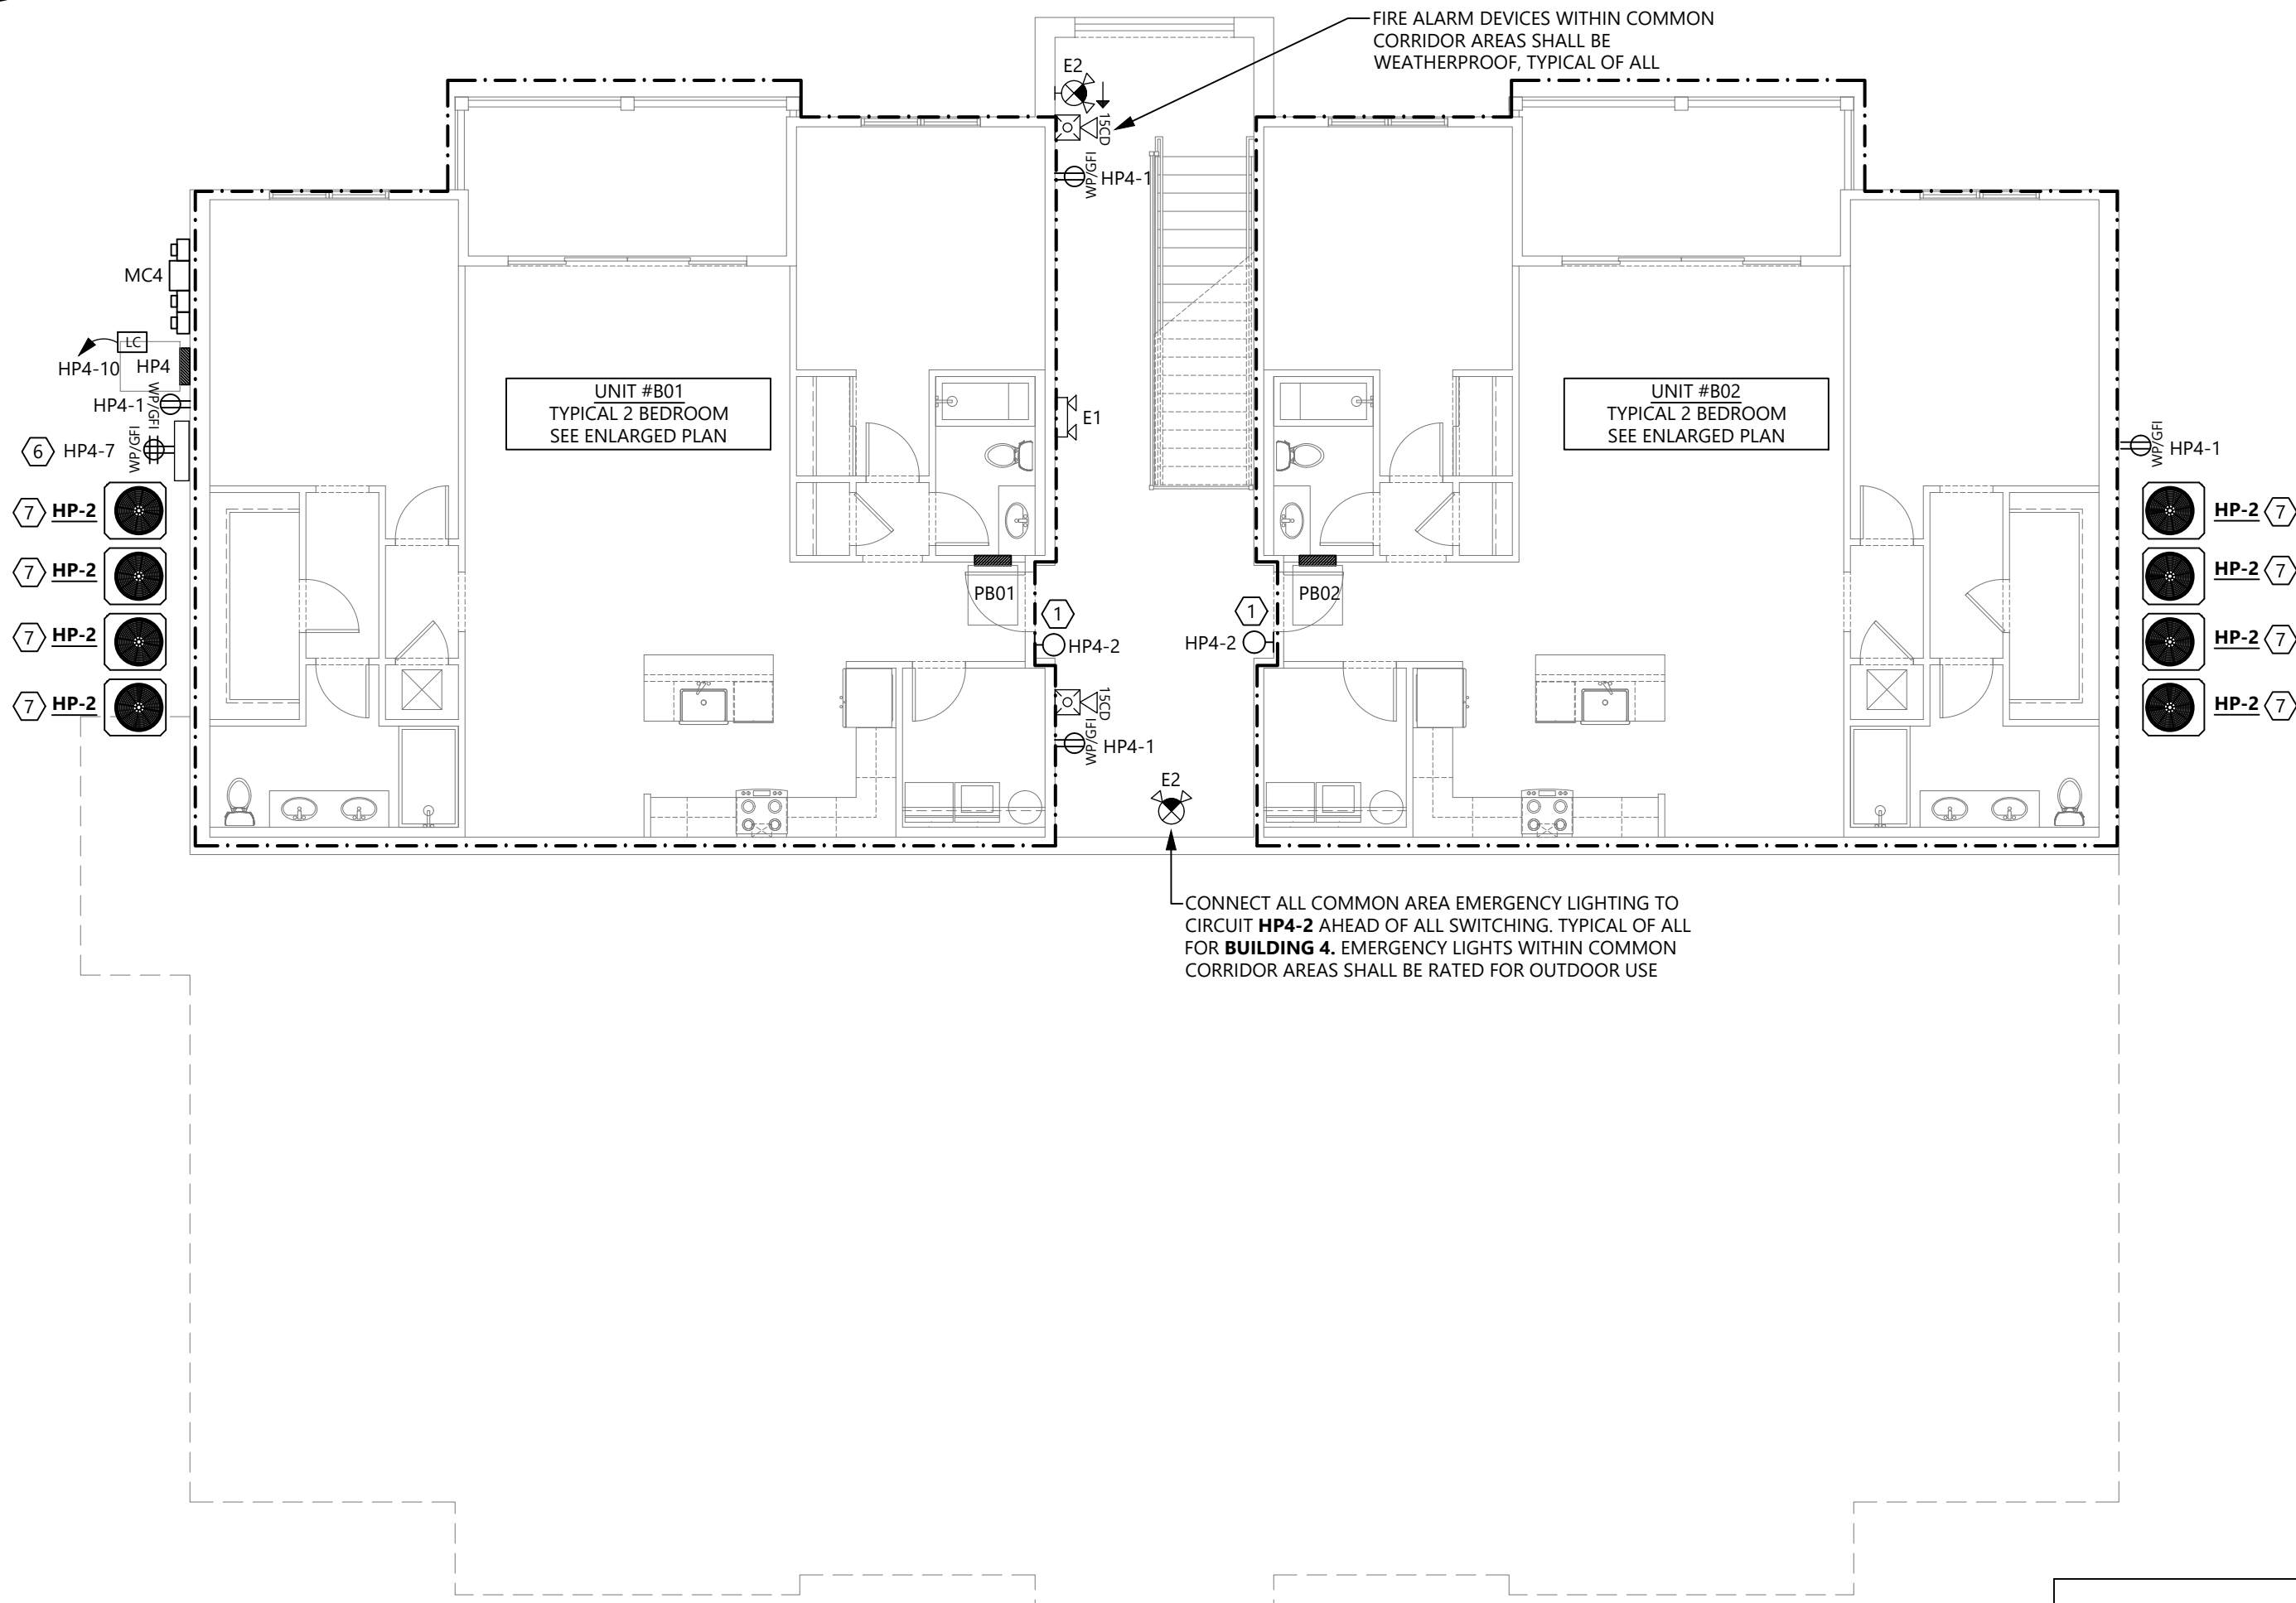 FIRE ALARM DEVICES WITHIN COMMON
CORRIDOR AREAS SHALL BE
WEATHERPROOF, TYPICAL OF ALL
E2
15CD
WP/GFI
HP4-1
MC4
LC
HP4-10
HP4
HP4-1
WP/GFI
6
HP4-7
WP/GFI
UNIT #B01
TYPICAL 2 BEDROOM
SEE ENLARGED PLAN
E1
UNIT #B02
TYPICAL 2 BEDROOM
SEE ENLARGED PLAN
WP/GFI
HP4-1
7 HP-2
7 HP-2
7 HP-2
7 HP-2
HP-2 7
HP-2 7
HP-2 7
HP-2 7
PB01
1
HP4-2
1
HP4-2
PB02
15CD
WP/GFI
HP4-1
E2
CONNECT ALL COMMON AREA EMERGENCY LIGHTING TO
CIRCUIT HP4-2 AHEAD OF ALL SWITCHING. TYPICAL OF ALL
FOR BUILDING 4. EMERGENCY LIGHTS WITHIN COMMON
CORRIDOR AREAS SHALL BE RATED FOR OUTDOOR USE